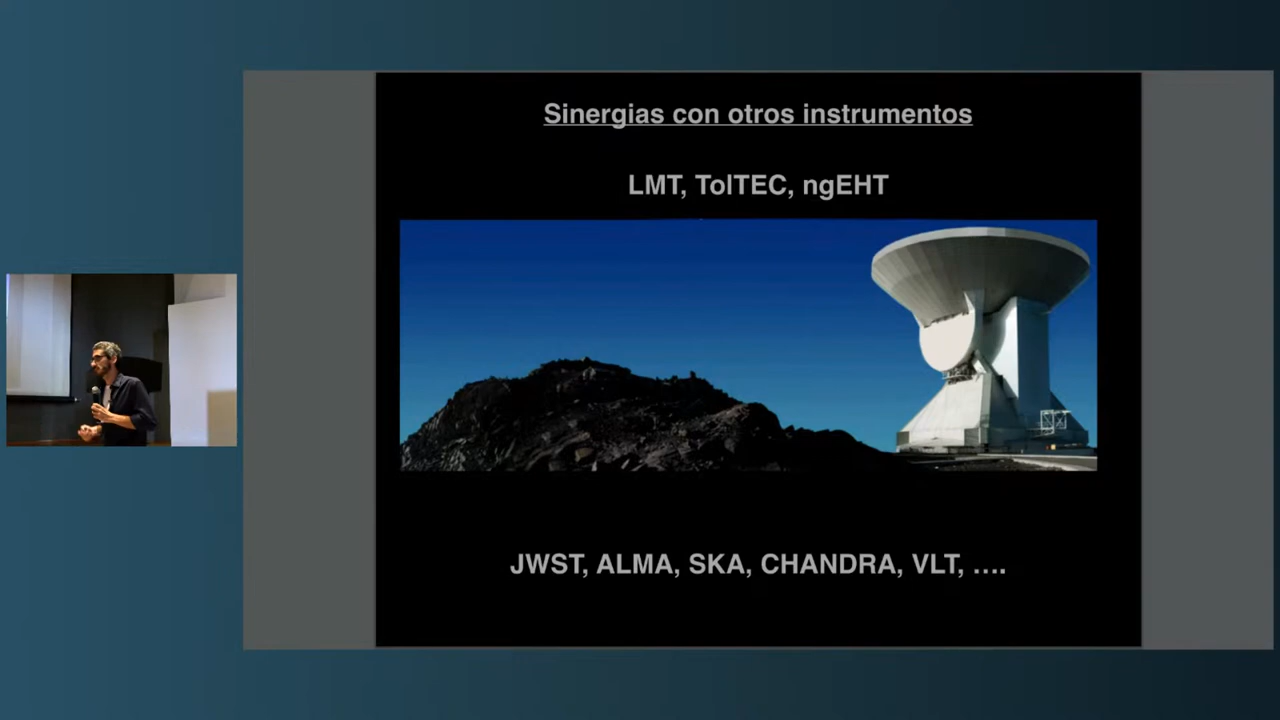 Sinergias con otros instrumentos
LMT, TolTEC, ngEHT
JWST, ALMA, SKA, CHANDRA, VLT, ....